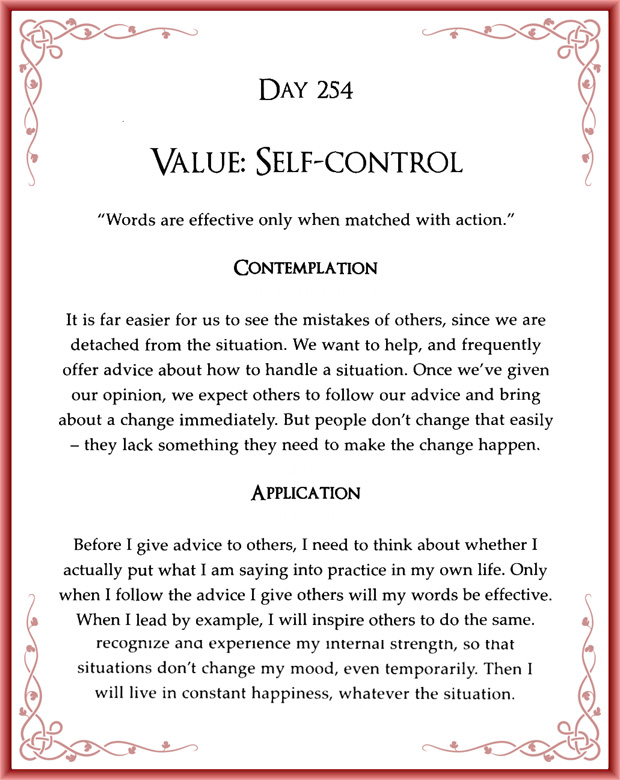 DAY 254
VALUE: SELF-CONTROL
“Words are effective only when matched with action.”
CONTEMPLATION
It is far easier for us to see the mistakes of others, since we are
detached from the situation. We want to help, and frequently
offer advice about how to handle a situation. Once we’ve given
our opinion, we expect others to follow our advice and bring
about a change immediately. But people don’t change that easily
– they lack something they need to make the change happen.
APPLICATION
Before I give advice to others, I need to think about whether I
actually put what I am saying into practice in my own life. Only
when I follow the advice I give others will my words be effective.
When I lead by example, I will inspire others to do the same.
recognize and experience my internal strength, so that
situations don’t change my mood, even temporarily. Then I
will live in constant happiness, whatever the situation.